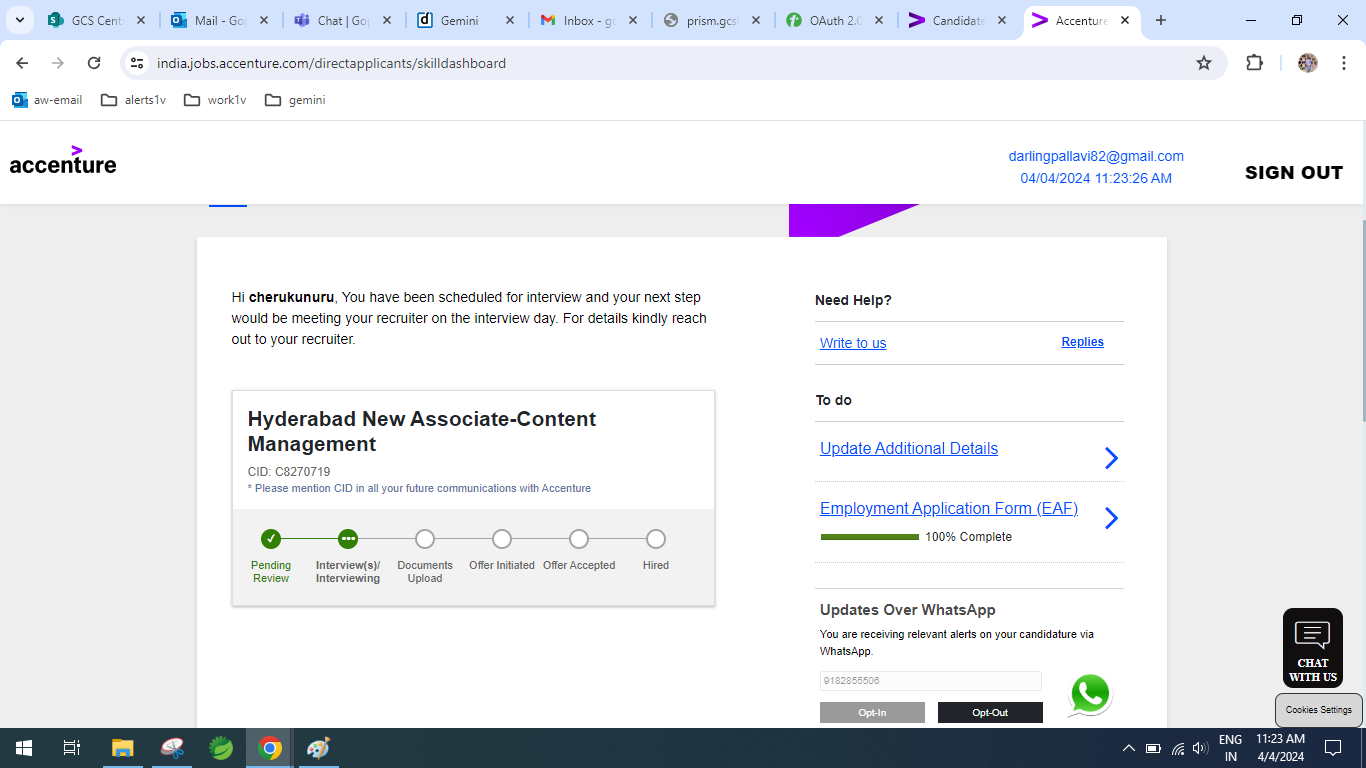 GCS Cent
Mail - Gop
Chat | Gop
Gemini
Inbox - go
prism.gcst
OAuth 2.0
Candidate
Accenture
india.jobs.accenture.com/directapplicants/skilldashboard
aw-email
alerts1v
work1v
gemini
accenture
darlingpallavi82@gmail.com
04/04/2024 11:23:26 AM
SIGN OUT
Hi cherukunuru, You have been scheduled for interview and your next step
would be meeting your recruiter on the interview day. For details kindly reach
out to your recruiter.
Hyderabad New Associate-Content
Management
CID: C8270719
* Please mention CID in all your future communications with Accenture
Pending
Review
Interview(s)/
Interviewing
Documents
Upload
Offer Initiated
Offer Accepted
Hired
Need Help?
Write to us
Replies
To do
Update Additional Details
Employment Application Form (EAF)
100% Complete
Updates Over WhatsApp
You are receiving relevant alerts on your candidature via
WhatsApp.
9182855506
Opt-In
Opt-Out
CHAT
WITH US
Cookies Settings
ENG
IN
11:23 AM
4/4/2024